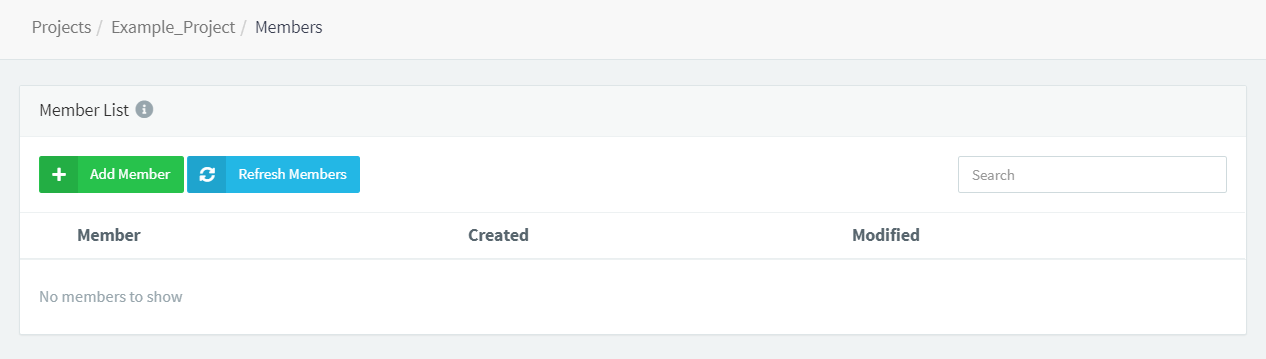 Projects / Example_Project / Members
Member List
Add Member
Refresh Members
Search
Member Created Modified
No members to show